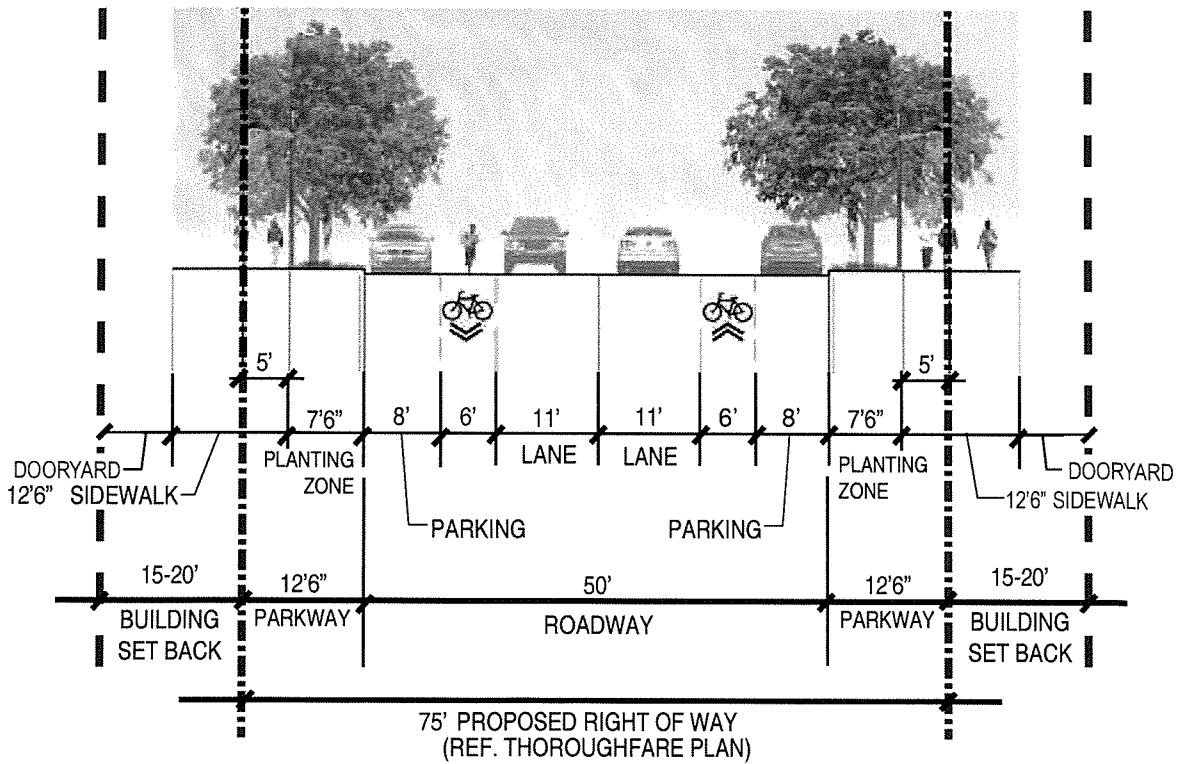 5'
5'
7'6"
8'
6'
11'
11'
6'
8'
7'6"
DOORYARD
12'6" SIDEWALK
PLANTING
ZONE
LANE
LANE
PLANTING
ZONE
DOORYARD
12'6" SIDEWALK
PARKING
PARKING
15-20'
12'6"
50'
12'6"
15-20'
BUILDING
SET BACK
PARKWAY
ROADWAY
PARKWAY
BUILDING
SET BACK
75' PROPOSED RIGHT OF WAY
(REF. THOROUGHFARE PLAN)